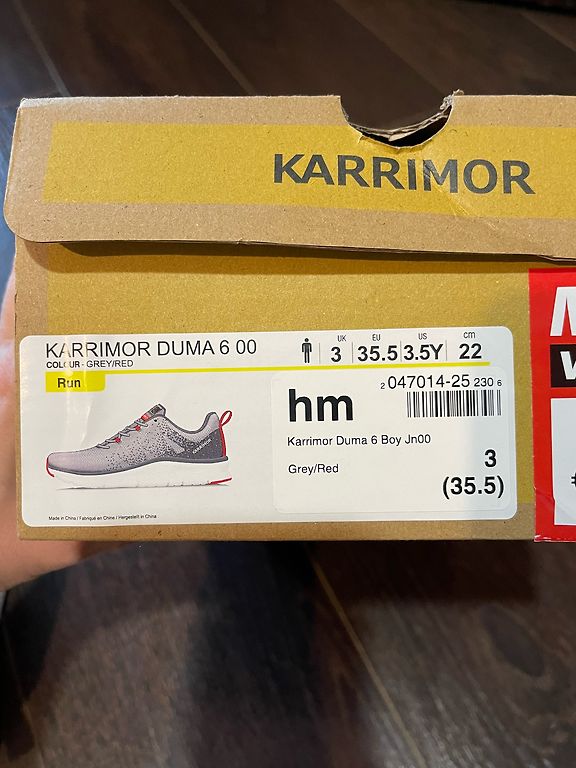 KARRIMOR
KARRIMOR DUMA 6 00
COLOUR - GREY/RED
Run
UK EU US cm
3 35.5 3.5Y 22
2 047014-25 230 6
hm
Karrimor Duma 6 Boy Jn00
Grey/Red
3
(35.5)
Made in China / Fabriqué en Chine / Hergestellt in China